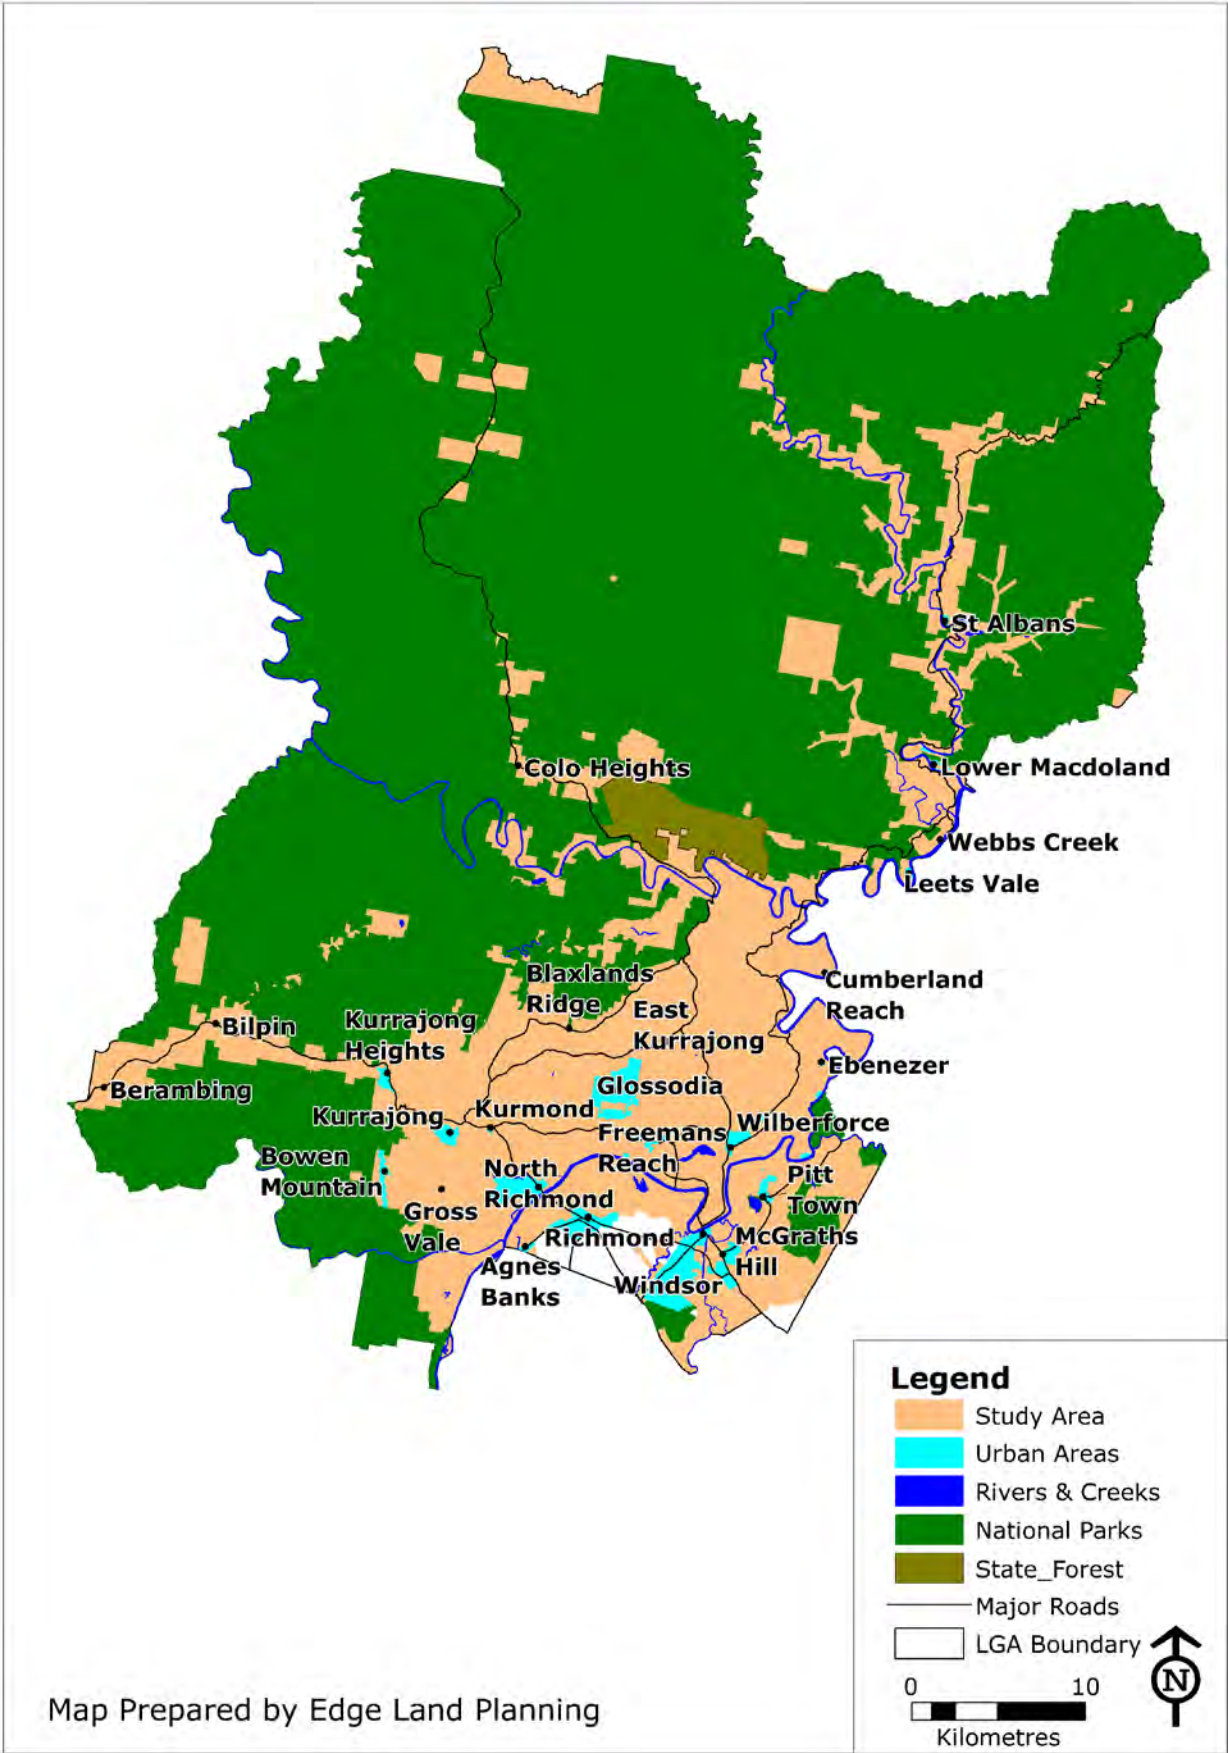 St Albans
Colo Heights
Lower Macdoland
Webbs Creek
Leets Vale
Blaxlands
Ridge
Cumberland
Reach
East
Kurrajong
Bilpin
Kurrajong
Heights
Ebenezer
Berambing
Glossodia
Kurrajong
Kurmond
Wilberforce
Freemans
Reach
Bowen
Mountain
North
Richmond
Pitt
Town
Gross
Vale
Richmond
McGraths
Hill
Agnes
Banks
Windsor
Legend
Study Area
Urban Areas
Rivers & Creeks
National Parks
State_Forest
Major Roads
LGA Boundary
N
0 10
Kilometres
Map Prepared by Edge Land Planning